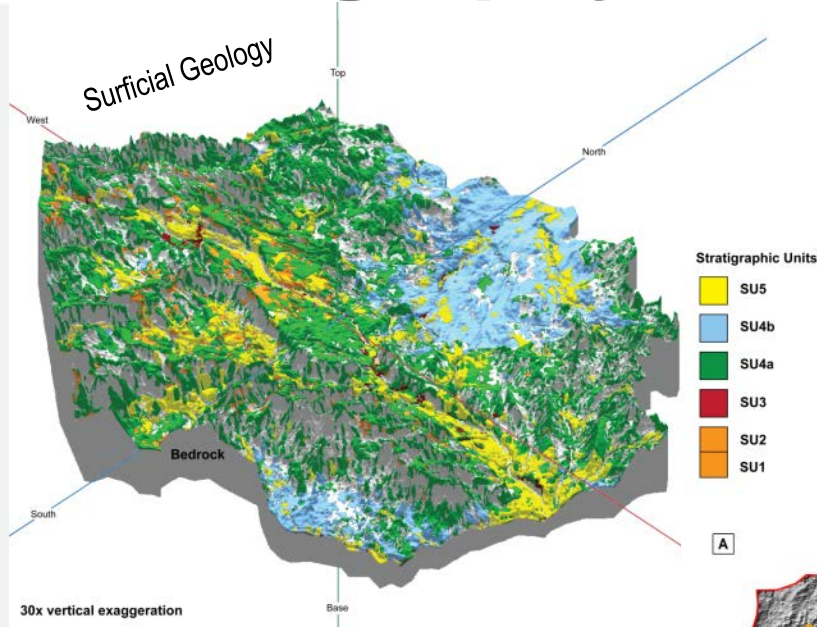 Surficial Geology
Top
West
North
Stratigraphic Units
SU5
SU4b
SU4a
SU3
SU2
SU1
Bedrock
South
A
Base
30x vertical exaggeration